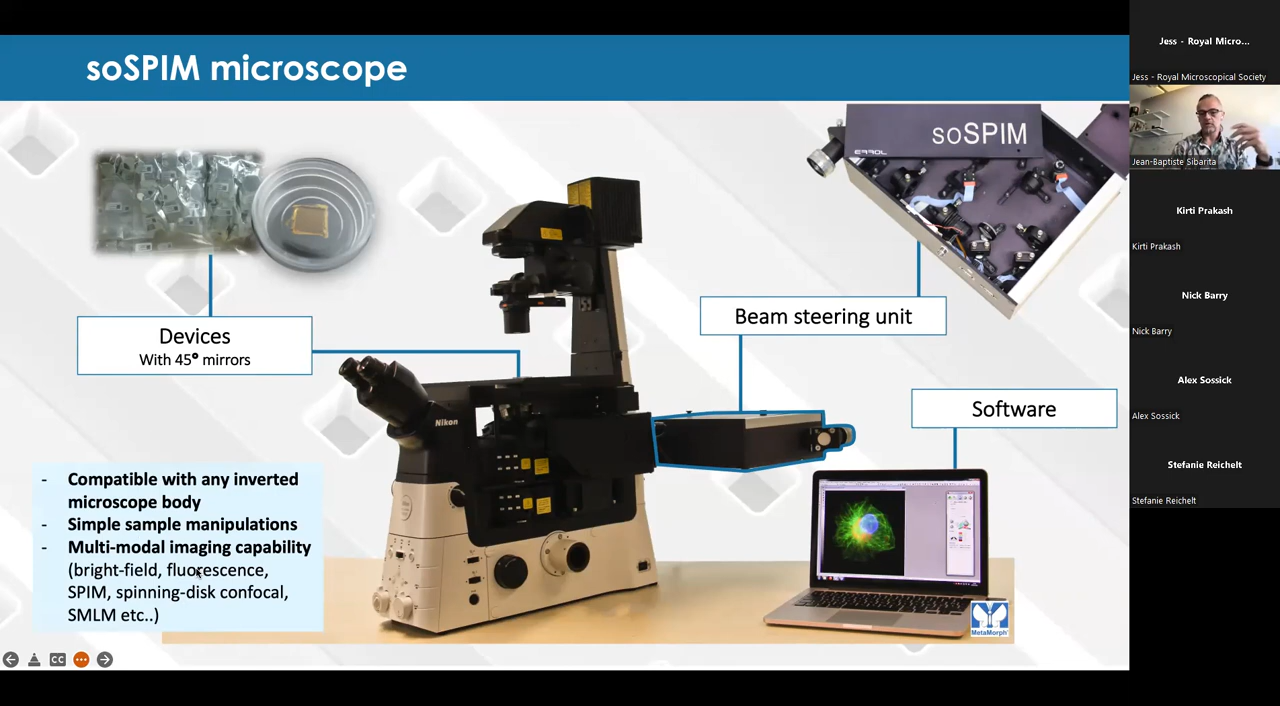 soSPIM microscope
soSPIM
ERROL
Devices
With 45° mirrors
Beam steering unit
Software
Nikon
- Compatible with any inverted
microscope body
- Simple sample manipulations
- Multi-modal imaging capability
(bright-field, fluorescence,
SPIM, spinning-disk confocal,
SMLM etc..)
MetaMorph
CC
Jess - Royal Micro...
Jess - Royal Microscopical Society
Jean-Baptiste Sibarita
Kirti Prakash
Kirti Prakash
Nick Barry
Nick Barry
Alex Sossick
Alex Sossick
Stefanie Reichelt
Stefanie Reichelt